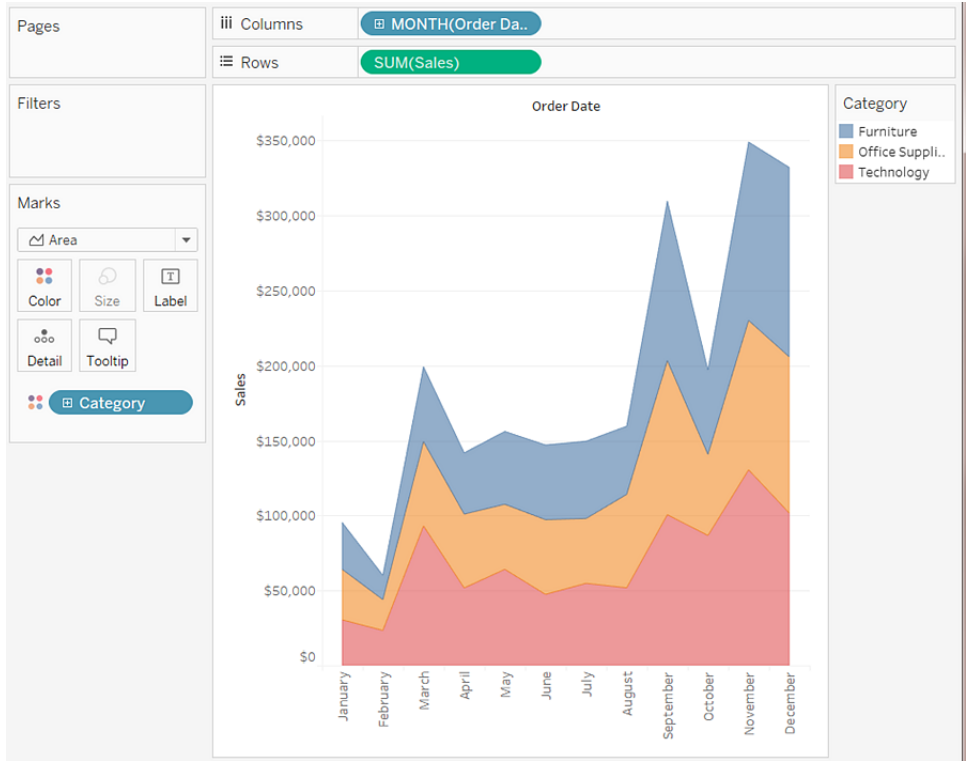 Pages
Columns
MONTH(Order Da..
Rows
SUM(Sales)
Filters
Marks
Area
Color
Size
T
Label
Detail
Tooltip
Category
Order Date
Sales
$350,000
$300,000
$250,000
$200,000
$150,000
$100,000
$50,000
$0
January
February
March
April
May
June
July
August
September
October
November
December
Category
Furniture
Office Suppli..
Technology